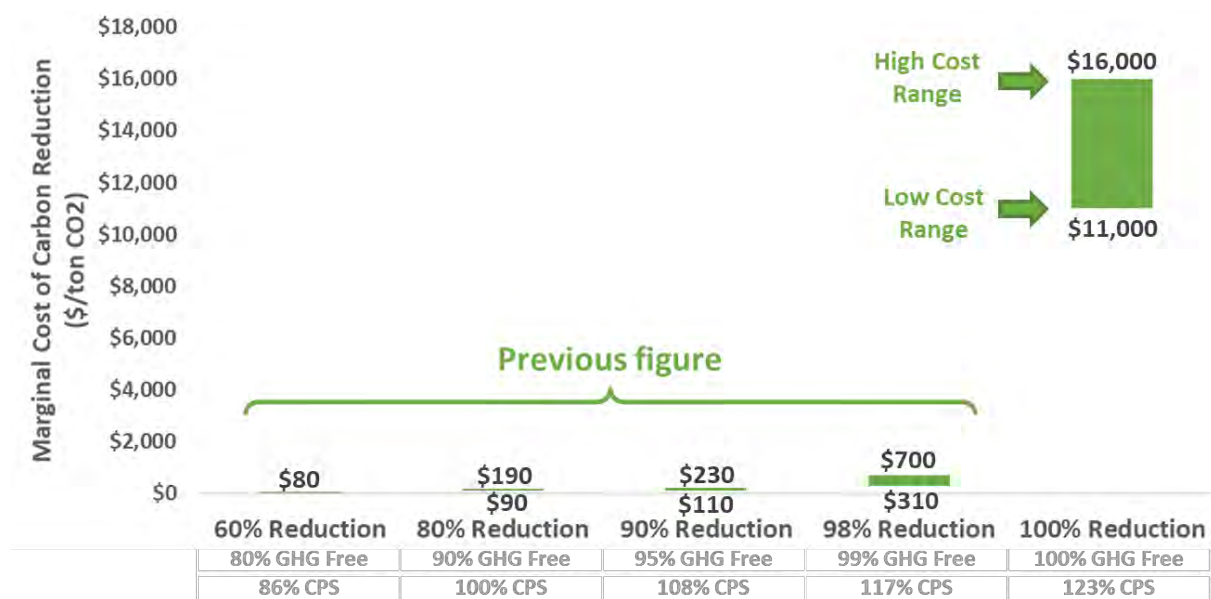 Marginal Cost of Carbon Reduction
($/ton CO2)
$18,000
$16,000
$14,000
$12,000
$10,000
$8,000
$6,000
$4,000
$2,000
$0
High Cost
Range
$16,000
Low Cost
Range
$11,000
Previous figure
$80
$190
$90
$230
$110
$700
$310
60% Reduction
80% Reduction
90% Reduction
98% Reduction
100% Reduction
80% GHG Free
90% GHG Free
95% GHG Free
99% GHG Free
100% GHG Free
86% CPS
100% CPS
108% CPS
117% CPS
123% CPS